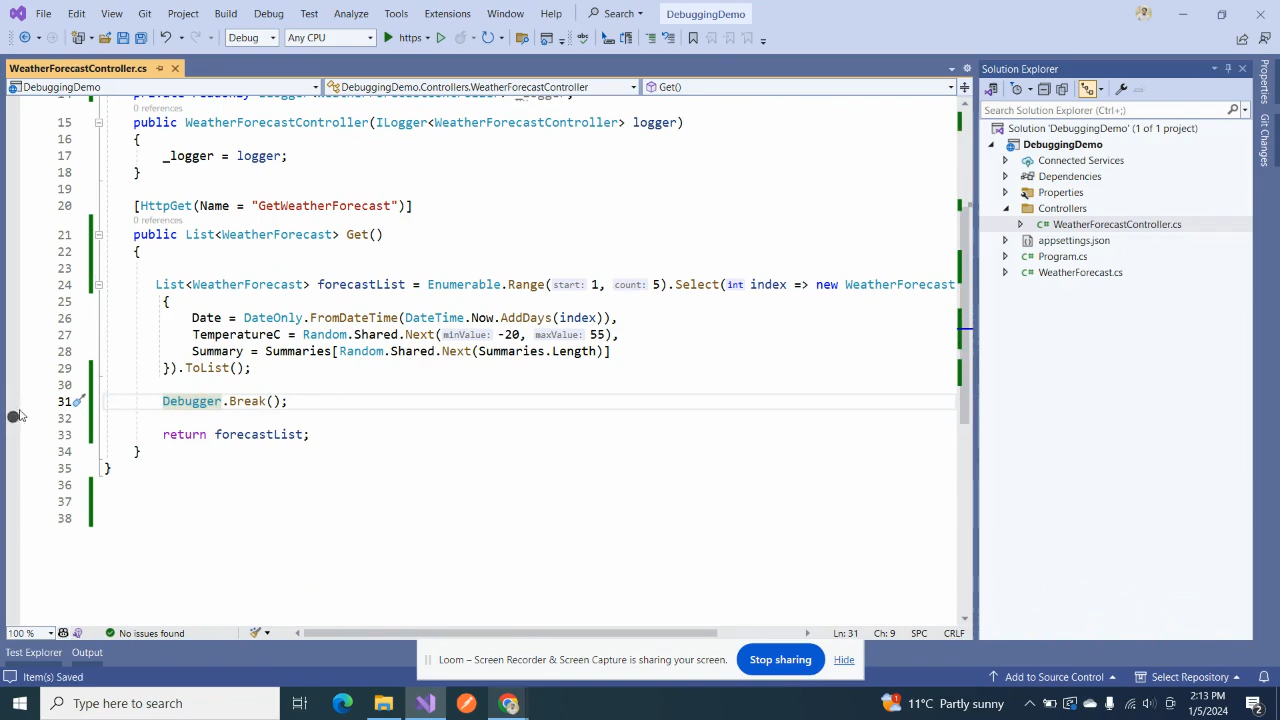 File Edit View Git Project Build Debug Test Analyze Tools Extensions Window Help Search DebuggingDemo
Debug Any CPU https
WeatherForecastController.cs
DebuggingDemo DebuggingDemo.Controllers.WeatherForecastController Get()
0 references
15 public WeatherForecastController(ILogger<WeatherForecastController> logger)
16 {
17 _logger = logger;
18 }
19
20 [HttpGet(Name = "GetWeatherForecast")]
0 references
21 public List<WeatherForecast> Get()
22 {
23
24 List<WeatherForecast> forecastList = Enumerable.Range(start: 1, count: 5).Select(int index => new WeatherForecast
25 {
26 Date = DateOnly.FromDateTime(DateTime.Now.AddDays(index)),
27 TemperatureC = Random.Shared.Next(minValue: -20, maxValue: 55),
28 Summary = Summaries[Random.Shared.Next(Summaries.Length)]
29 }).ToList();
30
31 Debugger.Break();
32
33 return forecastList;
34 }
35 }
36
37
38
100 % No issues found Ln: 31 Ch: 9 SPC CRLF
Test Explorer Output
Item(s) Saved Add to Source Control Select Repository
Solution Explorer
Search Solution Explorer (Ctrl+;)
Solution 'DebuggingDemo' (1 of 1 project)
DebuggingDemo
Connected Services
Dependencies
Properties
Controllers
WeatherForecastController.cs
appsettings.json
Program.cs
WeatherForecast.cs
Properties
Git Changes
Loom – Screen Recorder & Screen Capture is sharing your screen. Stop sharing Hide
Type here to search
11°C Partly sunny
2:13 PM
1/5/2024
2